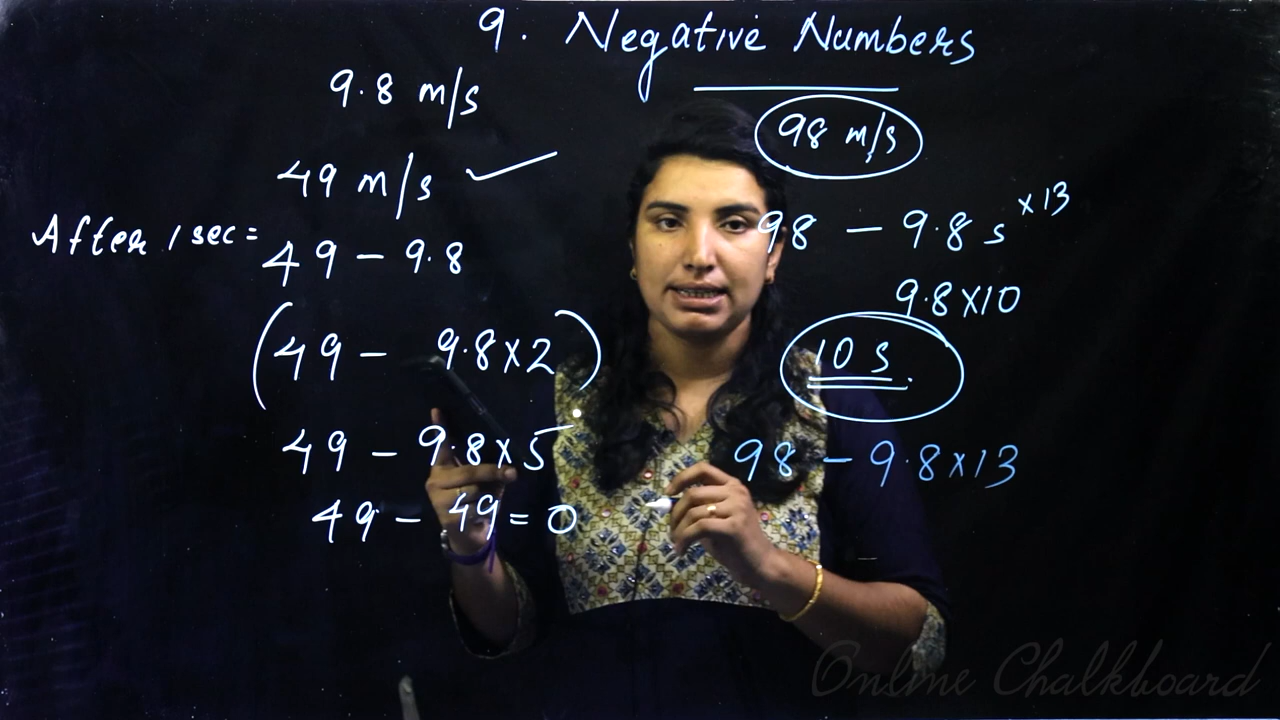 9. Negative Numbers
9.8 m/s
49 m/s ✓
After 1 sec =
49 – 9.8
(49 – 9.8×2)
49 – 9.8×5
49 – 49 = 0
98 m/s
98 – 9.8 s ×13
9.8×10
10 s.
98 – 9.8×13
Online Chalkboard